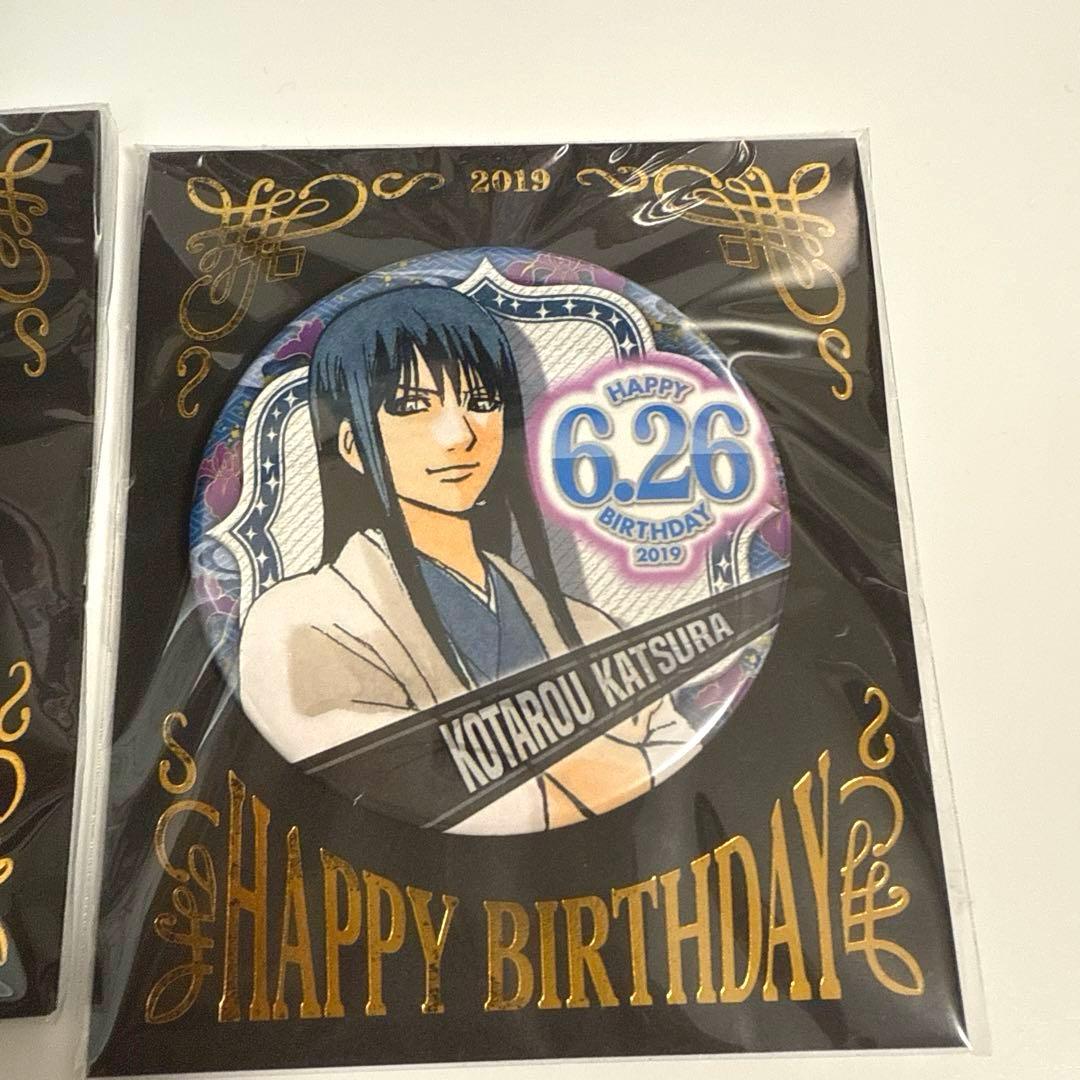 2019
HAPPY
6.26
BIRTHDAY
2019
KOTAROU KATSURA
HAPPY BIRTHDAY